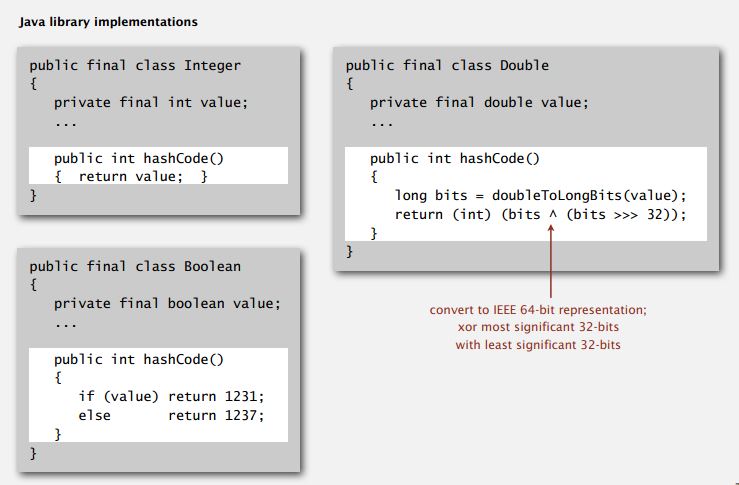 Java library implementations
public final class Integer
{
private final int value;
...
public int hashCode()
{ return value; }
}
public final class Boolean
{
private final boolean value;
...
public int hashCode()
{
if (value) return 1231;
else return 1237;
}
}
public final class Double
{
private final double value;
...
public int hashCode()
{
long bits = doubleToLongBits(value);
return (int) (bits ^ (bits >>> 32));
}
}
convert to IEEE 64-bit representation;
xor most significant 32-bits
with least significant 32-bits